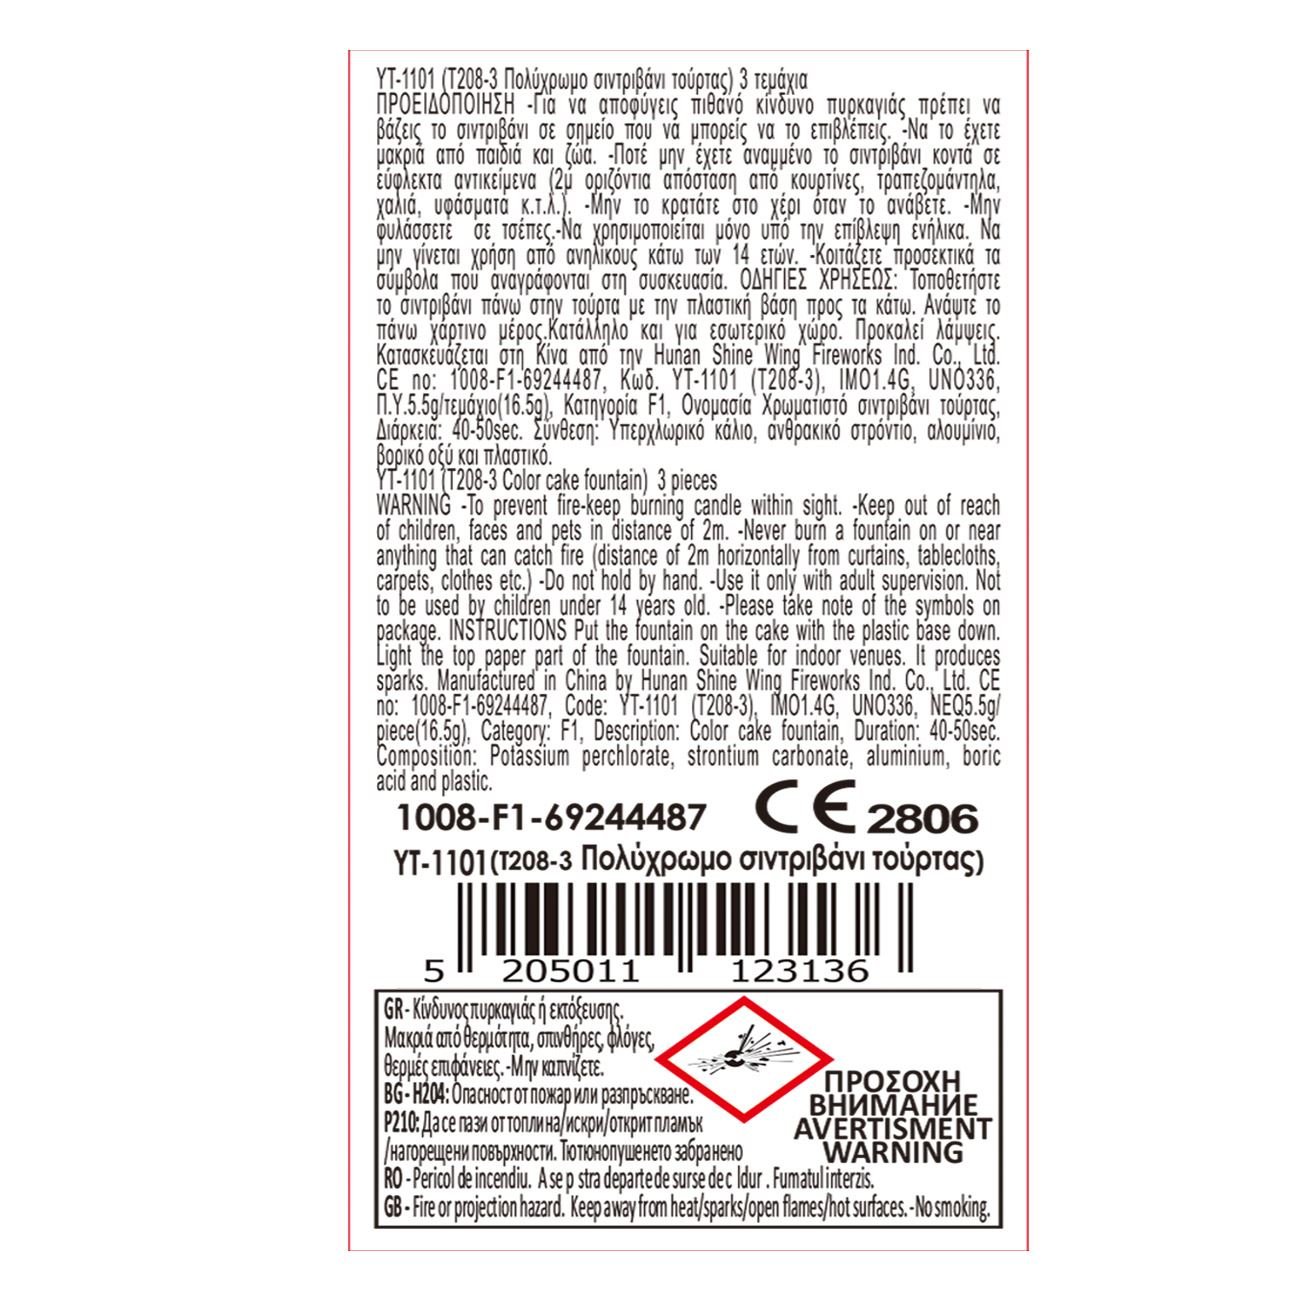 YT-1101 (T208-3 Πολύχρωμο σιντριβάνι τούρτας) 3 τεμάχια
ΠΡΟΕΙΔΟΠΟΙΗΣΗ -Για να αποφύγεις πιθανό κίνδυνο πυρκαγιάς πρέπει να
βάζεις το σιντριβάνι σε σημείο που να μπορείς να το επιβλέπεις. -Να το έχετε
μακριά από παιδιά και ζώα. -Ποτέ μην έχετε αναμμένο το σιντριβάνι κοντά σε
εύφλεκτα αντικείμενα (2μ οριζόντια απόσταση από κουρτίνες, τραπεζομάντηλα,
χαλιά, υφάσματα κ.τ.λ.). -Μην το κρατάτε στο χέρι όταν το ανάβετε. -Μην
φυλάσσετε σε τσέπες.-Να χρησιμοποιείται μόνο υπό την επίβλεψη ενήλικα. Να
μην γίνεται χρήση από ανηλίκους κάτω των 14 ετών. -Κοιτάζετε προσεκτικά τα
σύμβολα που αναγράφονται στη συσκευασία. ΟΔΗΓΙΕΣ ΧΡΗΣΕΩΣ: Τοποθετήστε
το σιντριβάνι πάνω στην τούρτα με την πλαστική βάση προς τα κάτω. Ανάψτε το
πάνω χάρτινο μέρος.Κατάλληλο και για εσωτερικό χώρο. Προκαλεί λάμψεις.
Κατασκευάζεται στη Κίνα από την Hunan Shine Wing Fireworks Ind. Co., Ltd.
CE no: 1008-F1-69244487, Κωδ. YT-1101 (T208-3), IMO1.4G, UNO336,
Π.Υ.5.5g/τεμάχιο(16.5g), Κατηγορία F1, Ονομασία Χρωματιστό σιντριβάνι τούρτας,
Διάρκεια: 40-50sec. Σύνθεση: Υπερχλωρικό κάλιο, ανθρακικό στρόντιο, αλουμίνιο,
βορικό οξύ και πλαστικό.
YT-1101 (T208-3 Color cake fountain) 3 pieces
WARNING -To prevent fire-keep burning candle within sight. -Keep out of reach
of children, faces and pets in distance of 2m. -Never burn a fountain on or near
anything that can catch fire (distance of 2m horizontally from curtains, tablecloths,
carpets, clothes etc.) -Do not hold by hand. -Use it only with adult supervision. Not
to be used by children under 14 years old. -Please take note of the symbols on
package. INSTRUCTIONS Put the fountain on the cake with the plastic base down.
Light the top paper part of the fountain. Suitable for indoor venues. It produces
sparks. Manufactured in China by Hunan Shine Wing Fireworks Ind. Co., Ltd. CE
no: 1008-F1-69244487, Code: YT-1101 (T208-3), IMO1.4G, UNO336, NEQ5.5g/
piece(16.5g), Category: F1, Description: Color cake fountain, Duration: 40-50sec.
Composition: Potassium perchlorate, strontium carbonate, aluminium, boric
acid and plastic.
1008-F1-69244487 CE 2806
YT-1101(T208-3 Πολύχρωμο σιντριβάνι τούρτας)
5 205011 123136
GR- Κίνδυνος πυρκαγιάς ή εκτόξευσης.
Μακριά από θερμότητα, σπινθήρες, φλόγες,
θερμές επιφάνειες. -Μην καπνίζετε.
BG - H204: Опасност от пожар или разпръскване.
P210: Да се пази от топлина/искри/открит пламък
/нагорещени повърхности. Тютюнопушенето забранено
RO - Pericol de incendiu. A se p stra departe de surse de c ldur . Fumatul interzis.
GB - Fire or projection hazard. Keep away from heat/sparks/open flames/hot surfaces. -No smoking.
ΠΡΟΣΟΧΗ
ВНИМАНИЕ
AVERTISMENT
WARNING